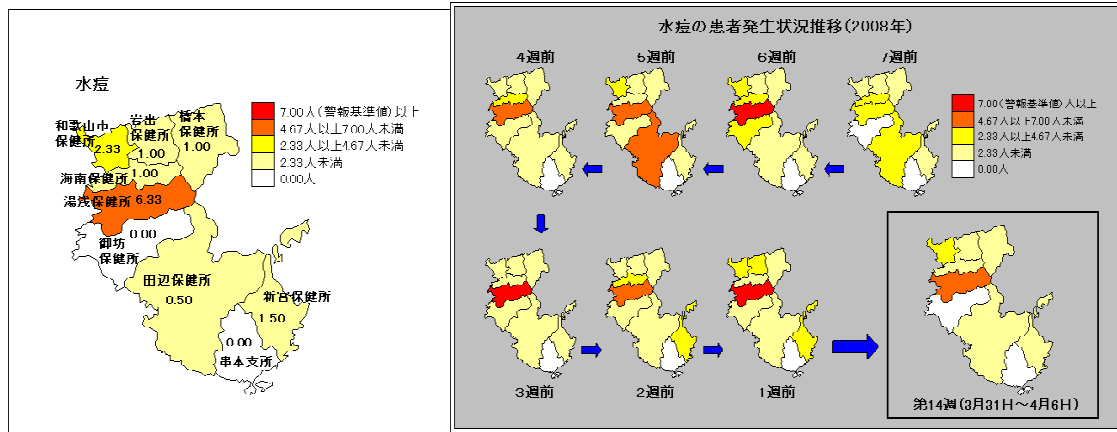 水痘
7.00人(警報基準値)以上
4.67人以上7.00人未満
2.33人以上4.67人未満
2.33人未満
0.00人
和歌山市
保健所
2.33
岩出
保健所
1.00
橋本
保健所
1.00
海南保健所
1.00
湯浅保健所
6.33
御坊
保健所
0.00
田辺保健所
0.50
新宮保健所
1.50
0.00
串本支所
水痘の患者発生状況推移(2008年)
4週前
5週前
6週前
7週前
7.00(警報基準値)人以上
4.67人以上7.00人未満
2.33人以上4.67人未満
2.33人未満
0.00人
3週前
2週前
1週前
第14週(3月31日～4月6日)